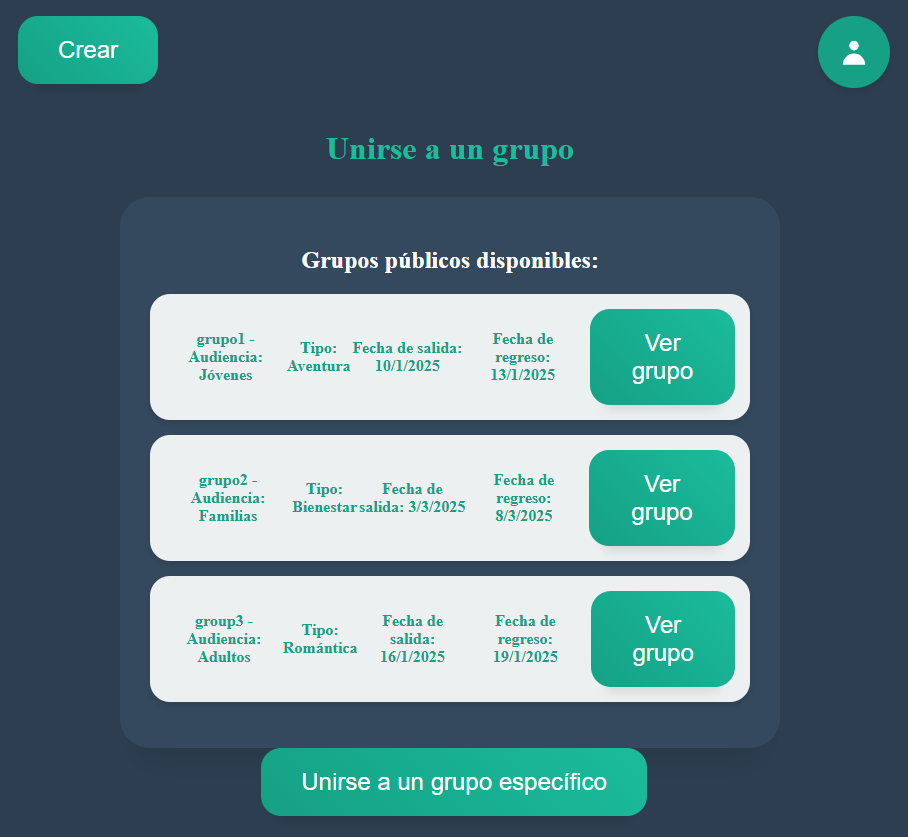 Crear
Unirse a un grupo
Grupos públicos disponibles:
grupo1 -
Audiencia:
Jóvenes
Tipo:
Aventura
Fecha de salida:
10/1/2025
Fecha de
regreso:
13/1/2025
Ver
grupo
grupo2 -
Audiencia:
Familias
Tipo:
Bienestar
Fecha de
salida: 3/3/2025
Fecha de
regreso:
8/3/2025
Ver
grupo
group3 -
Audiencia:
Adultos
Tipo:
Romántica
Fecha de
salida:
16/1/2025
Fecha de
regreso:
19/1/2025
Ver
grupo
Unirse a un grupo específico